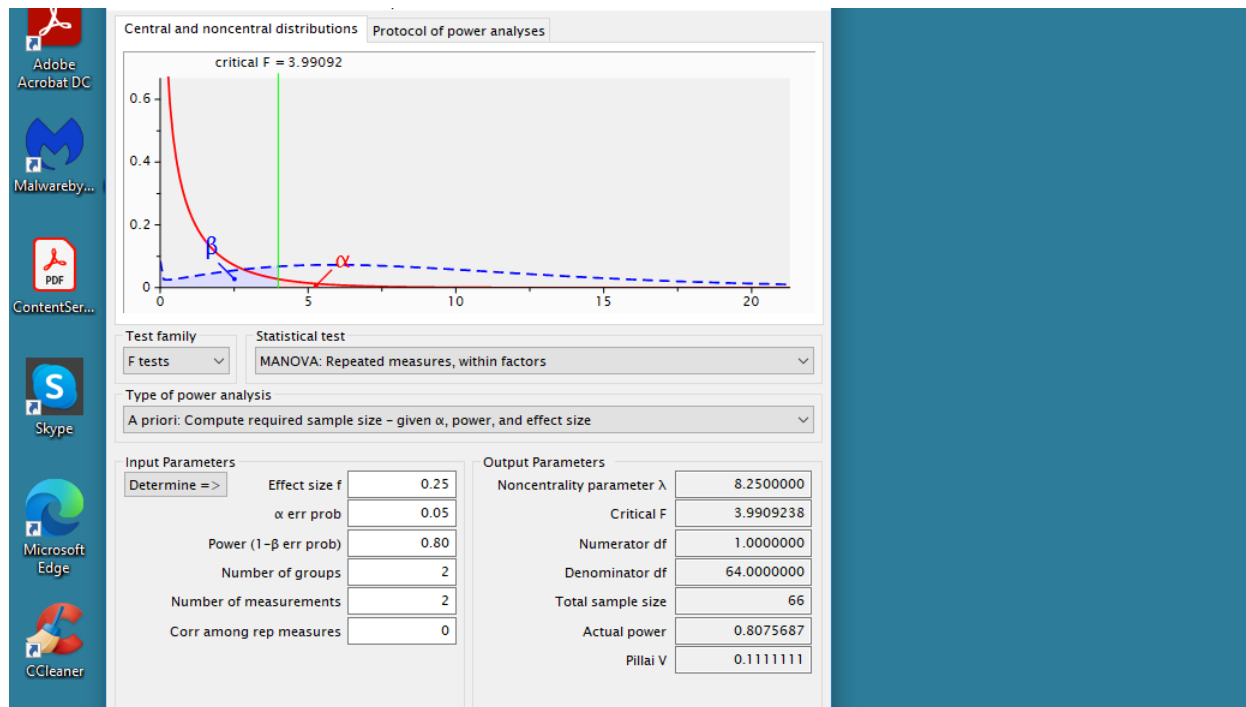 Adobe
Acrobat DC
Malwareby...
PDF
ContentSer...
S
Skype
Microsoft
Edge
CCleaner
Central and noncentral distributions Protocol of power analyses
critical F = 3.99092
0.6
0.4
0.2
0
β
α
0 5 10 15 20
Test family Statistical test
F tests MANOVA: Repeated measures, within factors
Type of power analysis
A priori: Compute required sample size – given α, power, and effect size
Input Parameters Output Parameters
Determine => Effect size f 0.25 Noncentrality parameter λ 8.2500000
α err prob 0.05 Critical F 3.9909238
Power (1-β err prob) 0.80 Numerator df 1.0000000
Number of groups 2 Denominator df 64.0000000
Number of measurements 2 Total sample size 66
Corr among rep measures 0 Actual power 0.8075687
Pillai V 0.1111111